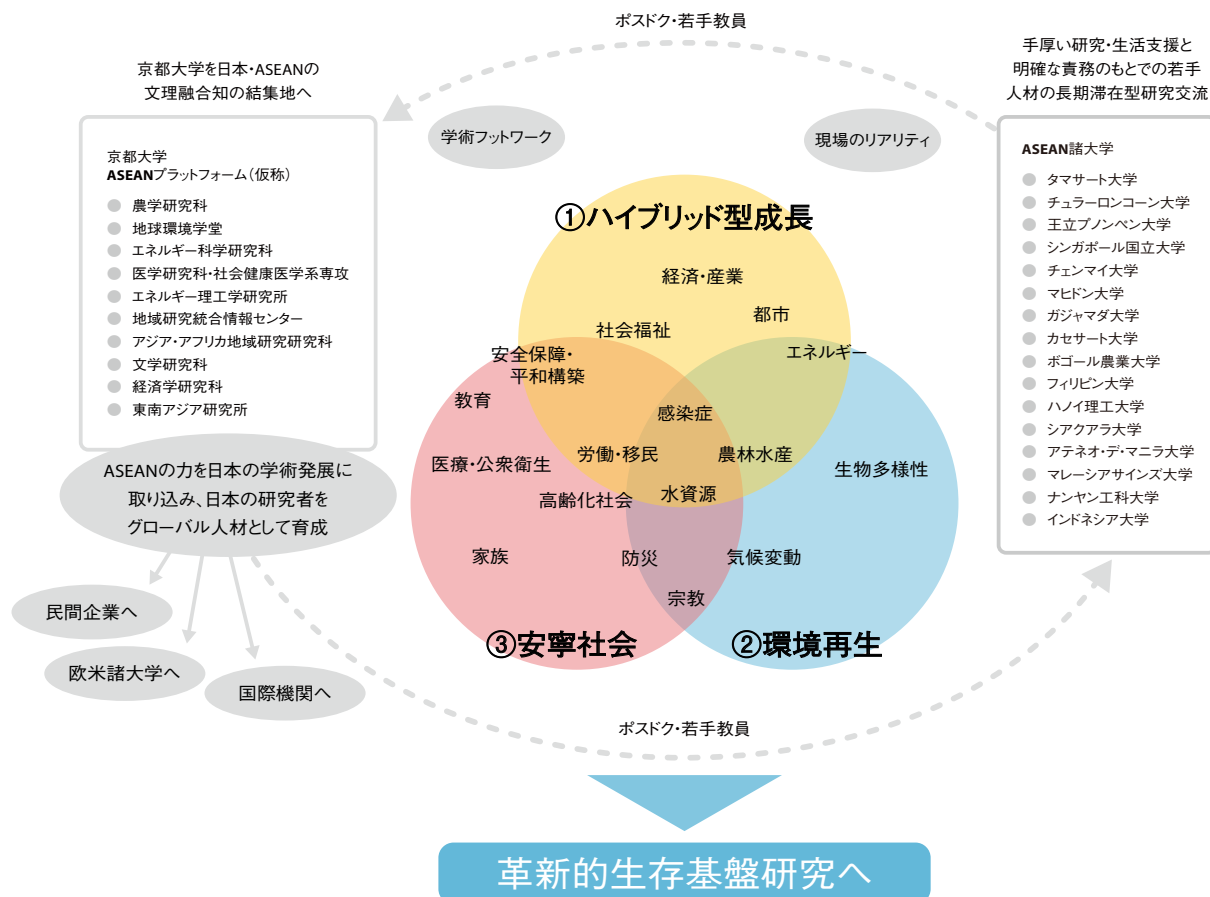 ポスドク・若手教員
京都大学を日本・ASEANの
文理融合知の結集地へ
手厚い研究・生活支援と
明確な責務のもとでの若手
人材の長期滞在型研究交流
学術フットワーク
現場のリアリティ
京都大学
ASEANプラットフォーム（仮称）
農学研究科
地球環境学堂
エネルギー科学研究科
医学研究科・社会健康医学系専攻
エネルギー理工学研究所
地域研究統合情報センター
アジア・アフリカ地域研究研究科
文学研究科
経済学研究科
東南アジア研究所
ASEANの力を日本の学術発展に
取り込み、日本の研究者を
グローバル人材として育成
民間企業へ
欧米諸大学へ
国際機関へ
①ハイブリッド型成長
経済・産業
都市
社会福祉
エネルギー
安全保障・
平和構築
教育
感染症
医療・公衆衛生
労働・移民
農林水産
生物多様性
高齢化社会
水資源
家族
防災
気候変動
宗教
③安寧社会
②環境再生
ASEAN諸大学
タマサート大学
チュラーロンコーン大学
王立プノンペン大学
シンガポール国立大学
チェンマイ大学
マヒドン大学
ガジャマダ大学
カセサート大学
ボゴール農業大学
フィリピン大学
ハノイ理工大学
シアクアラ大学
アテネオ・デ・マニラ大学
マレーシアサインズ大学
ナンヤン工科大学
インドネシア大学
ポスドク・若手教員
革新的生存基盤研究へ